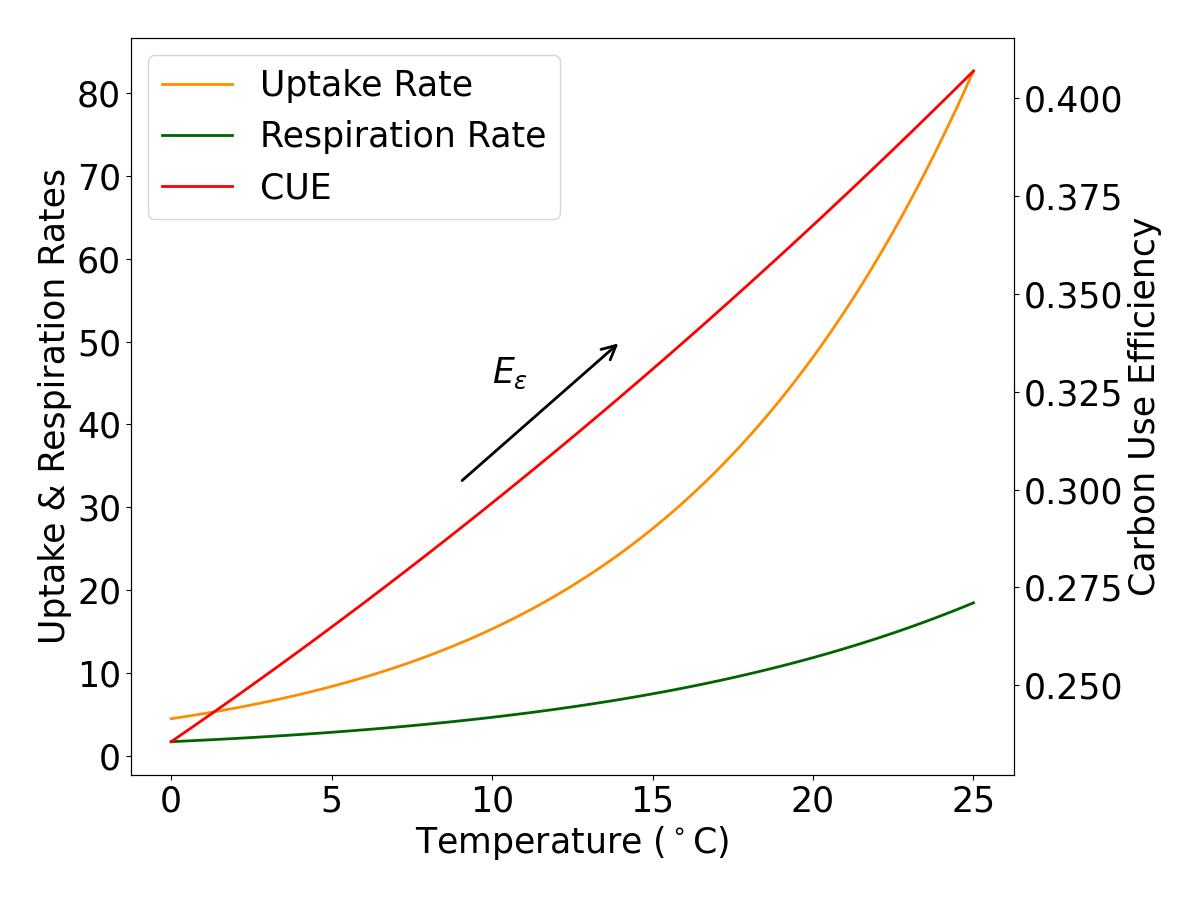 Uptake Rate
Respiration Rate
CUE
Uptake & Respiration Rates
80
70
60
50
40
30
20
10
0
E_ε
0.400
0.375
0.350
0.325
0.300
0.275
0.250
Carbon Use Efficiency
0 5 10 15 20 25
Temperature (°C)